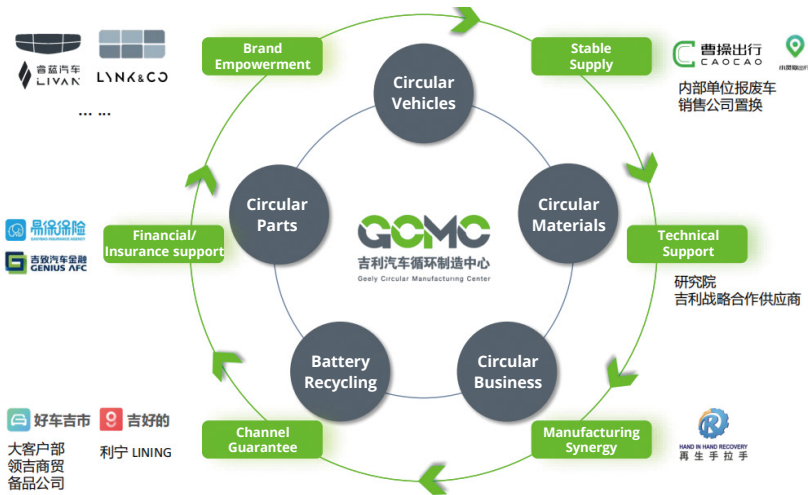 睿蓝汽车
LIVAN
LYNK&CO
... ...
Brand
Empowerment
Stable
Supply
曹操出行
CAOCAO
内部单位报废车
销售公司置换
Circular
Vehicles
Circular
Parts
Circular
Materials
易保保险
吉致汽车金融
GENIUS AFC
Financial/
Insurance support
GCMC
吉利汽车循环制造中心
Geely Circular Manufacturing Center
Technical
Support
研究院
吉利战略合作供应商
Battery
Recycling
Circular
Business
好车吉市
吉好的
大客户部
领吉商贸
备品公司
利宁 LINING
Channel
Guarantee
Manufacturing
Synergy
HAND IN HAND RECOVERY
再生手拉手